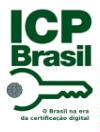 ICP
Brasil
O Brasil na era
da certificação digital